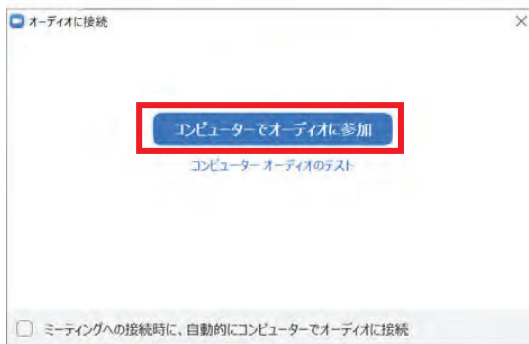 オーディオに接続
コンピューターでオーディオに参加
コンピューター オーディオのテスト
ミーティングへの接続時に、自動的にコンピューターでオーディオに接続